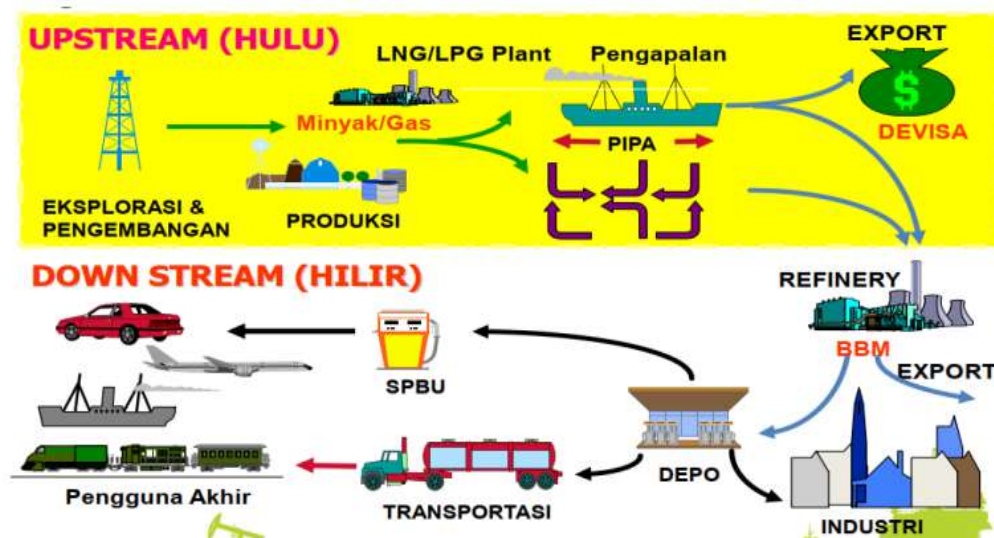 UPSTREAM (HULU)
LNG/LPG Plant
Pengapalan
EXPORT
$
DEVISA
Minyak/Gas
PIPA
EKSPLORASI &
PENGEMBANGAN
PRODUKSI
DOWN STREAM (HILIR)
REFINERY
BBM
EXPORT
SPBU
DEPO
Pengguna Akhir
TRANSPORTASI
INDUSTRI